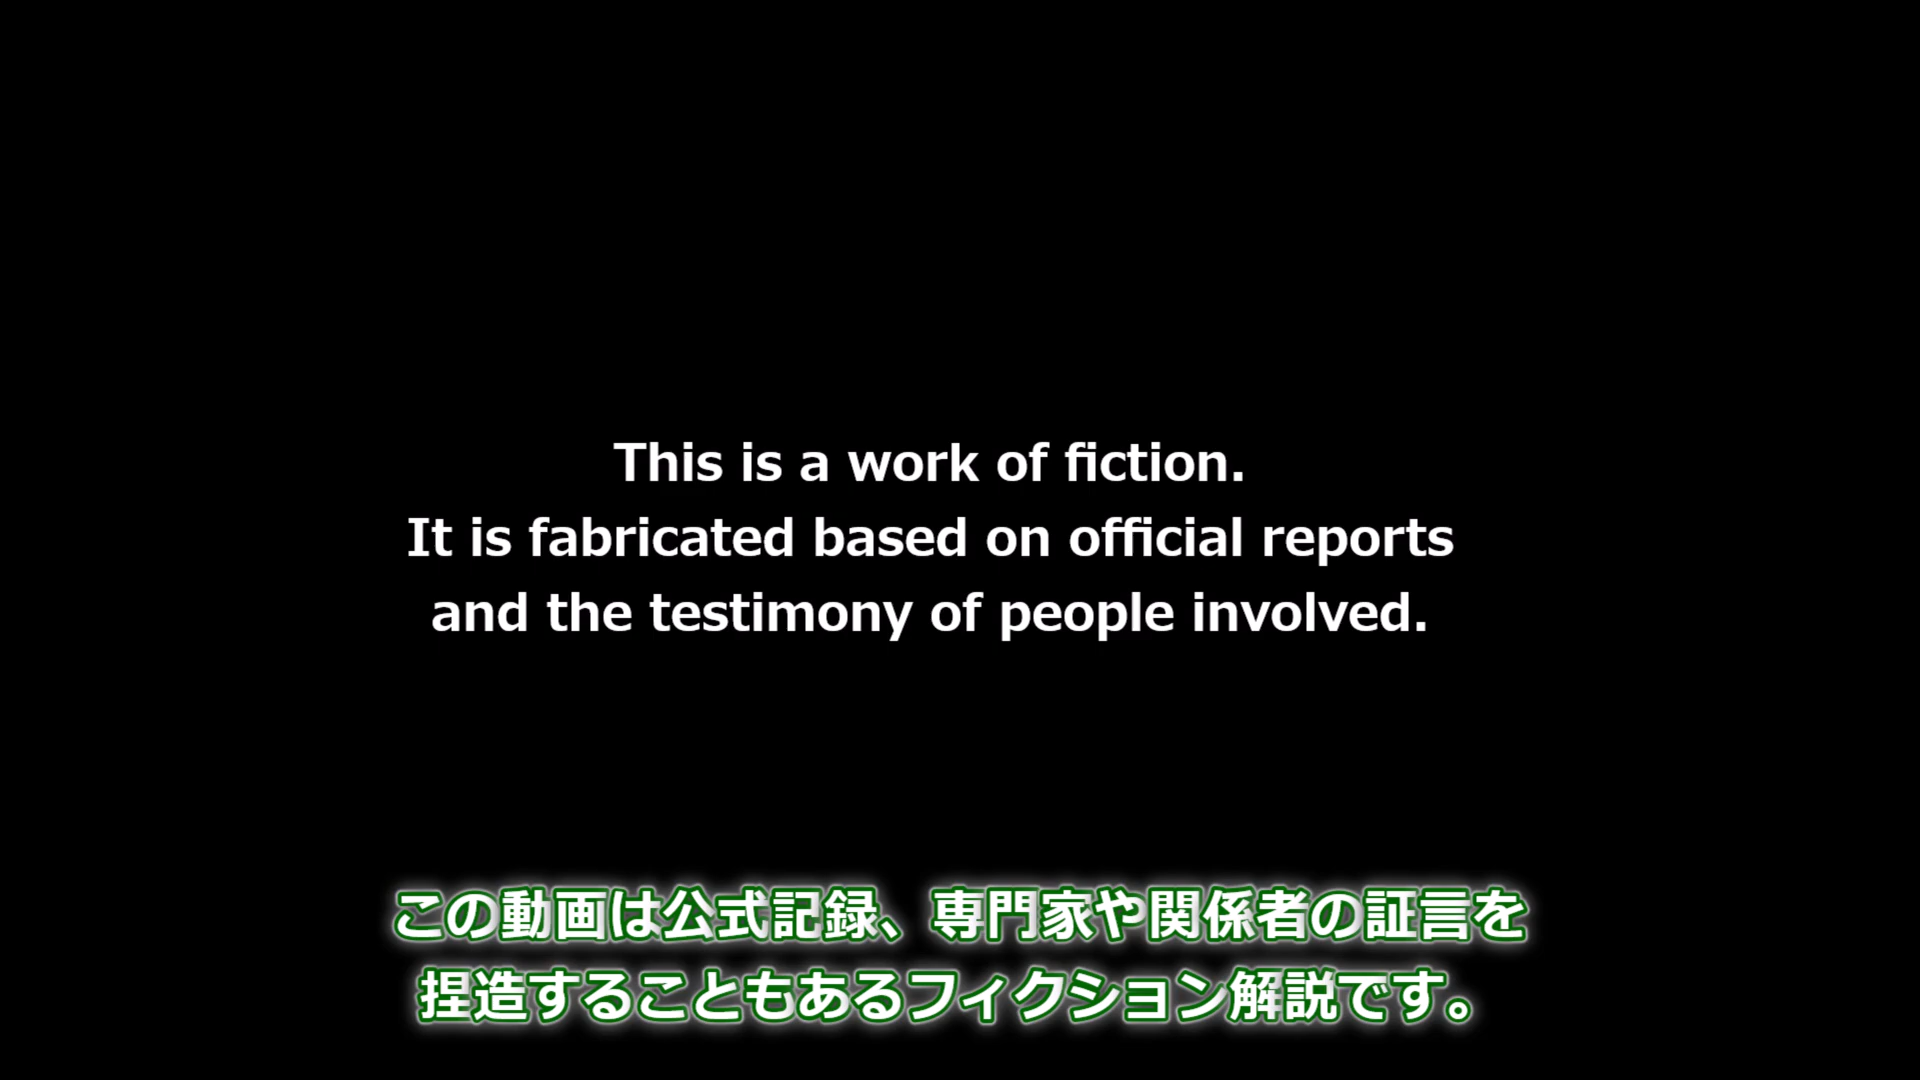 This is a work of fiction.
It is fabricated based on official reports
and the testimony of people involved.
この動画は公式記録、専門家や関係者の証言を
捏造することもあるフィクション解説です。